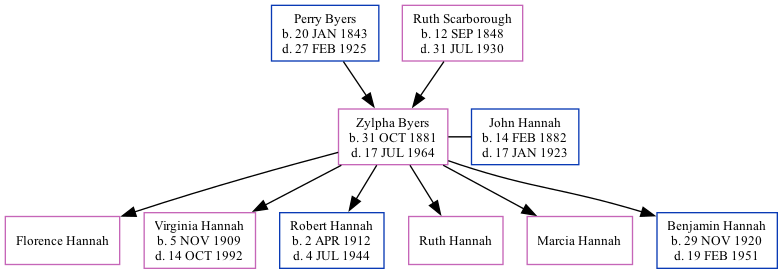 Perry Byers
b. 20 JAN 1843
d. 27 FEB 1925
Ruth Scarborough
b. 12 SEP 1848
d. 31 JUL 1930
Zylpha Byers
b. 31 OCT 1881
d. 17 JUL 1964
John Hannah
b. 14 FEB 1882
d. 17 JAN 1923
Florence Hannah
Virginia Hannah
b. 5 NOV 1909
d. 14 OCT 1992
Robert Hannah
b. 2 APR 1912
d. 4 JUL 1944
Ruth Hannah
Marcia Hannah
Benjamin Hannah
b. 29 NOV 1920
d. 19 FEB 1951